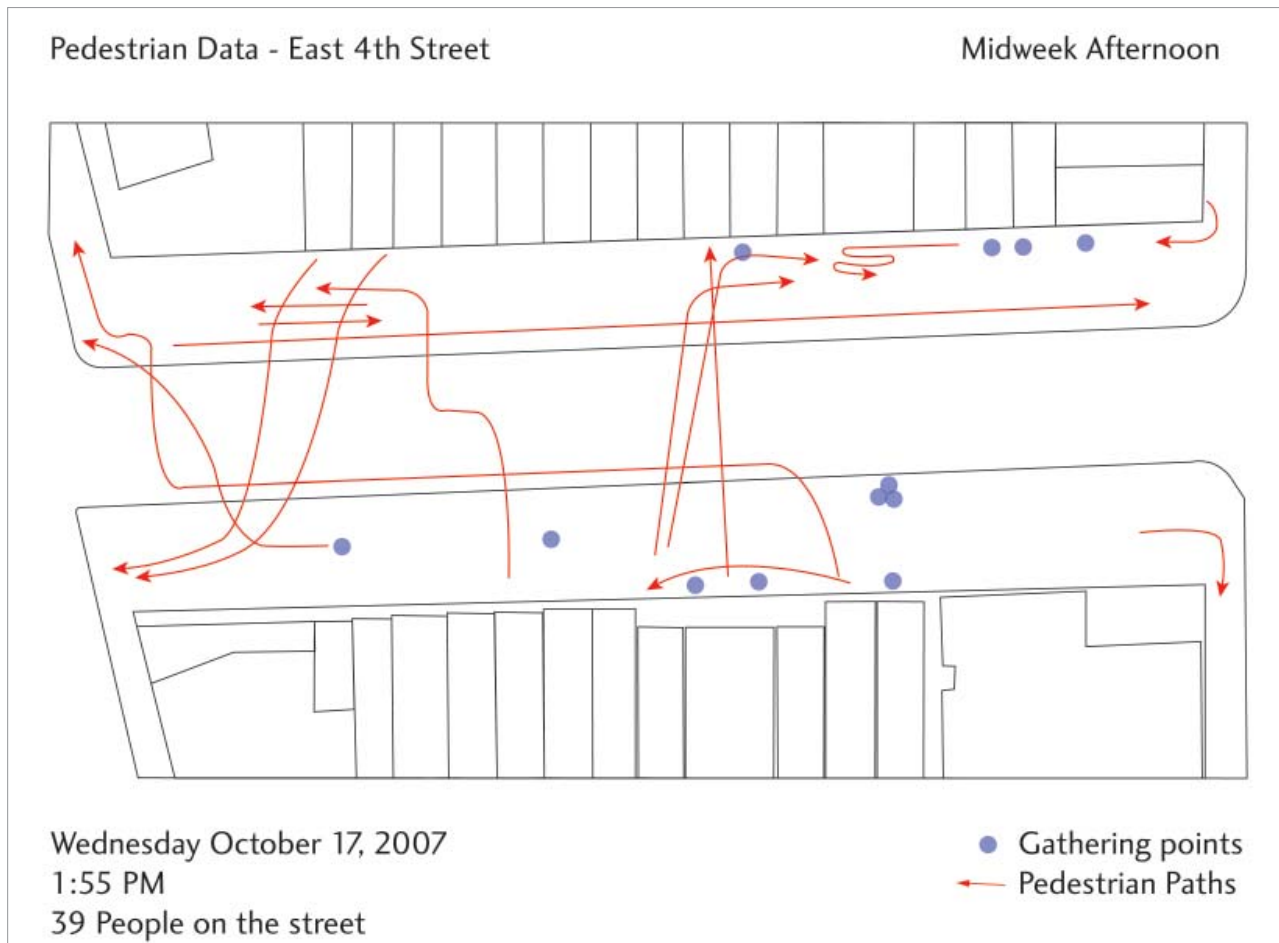 Pedestrian Data - East 4th Street
Midweek Afternoon
Wednesday October 17, 2007
1:55 PM
39 People on the street
Gathering points
Pedestrian Paths